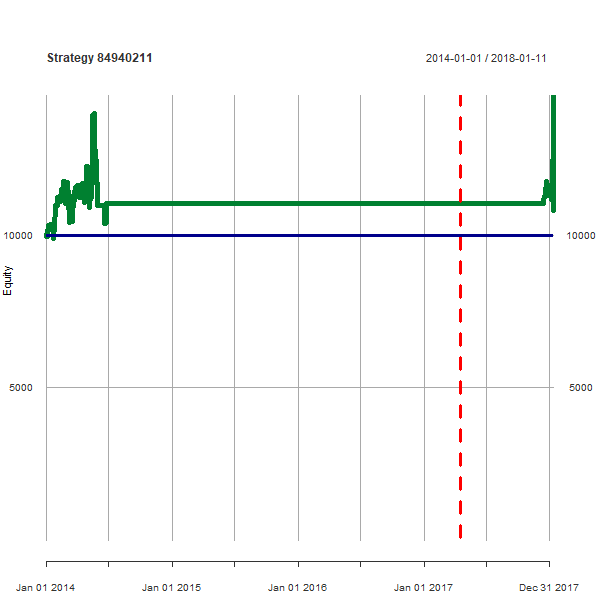 Strategy 84940211
2014-01-01 / 2018-01-11
10000
10000
Equity
5000
5000
Jan 01 2014
Jan 01 2015
Jan 01 2016
Jan 01 2017
Dec 31 2017